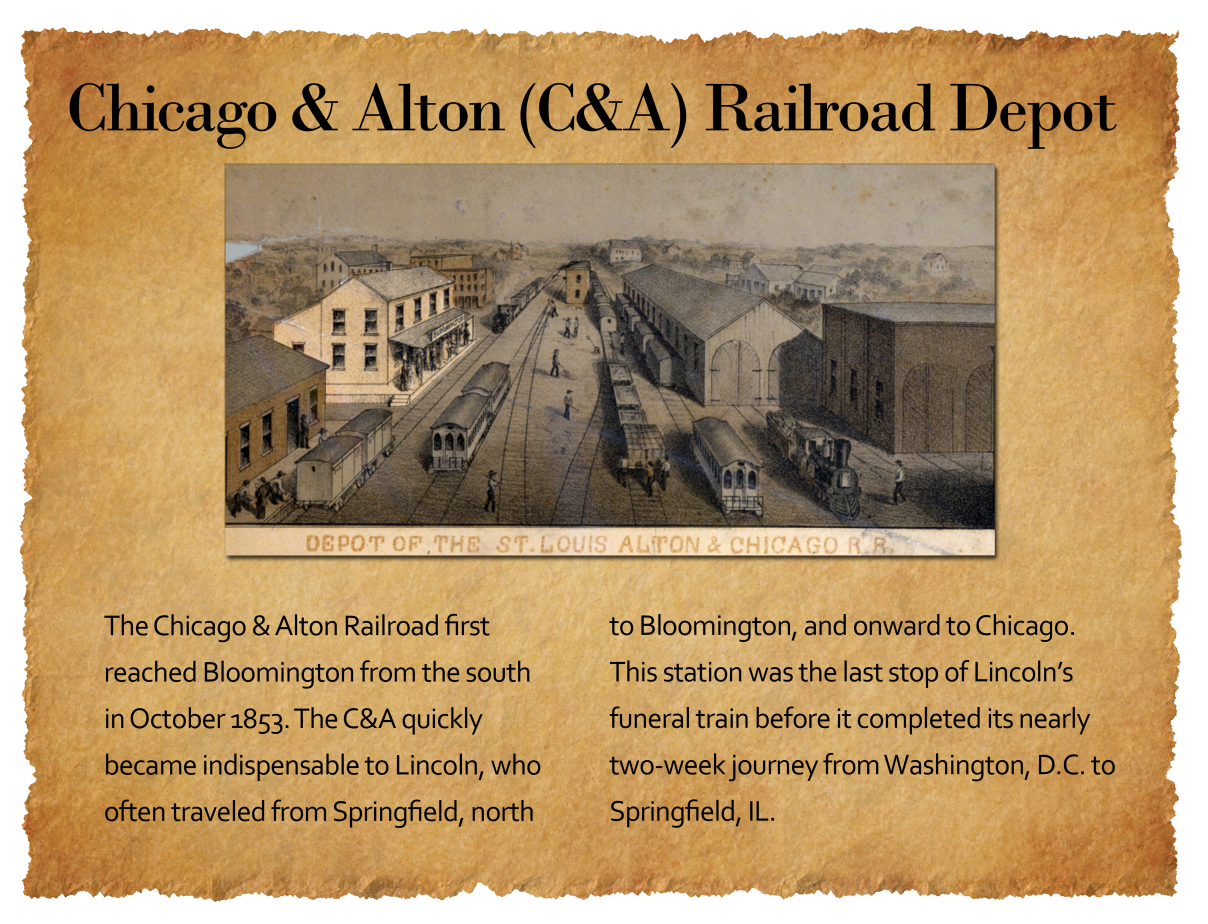 Chicago & Alton (C&A) Railroad Depot
BLOOMINGTON
DEPOT OF THE ST. LOUIS ALTON & CHICAGO R.R.
The Chicago & Alton Railroad first
reached Bloomington from the south
in October 1853. The C&A quickly
became indispensable to Lincoln, who
often traveled from Springfield, north
to Bloomington, and onward to Chicago.
This station was the last stop of Lincoln’s
funeral train before it completed its nearly
two-week journey from Washington, D.C. to
Springfield, IL.